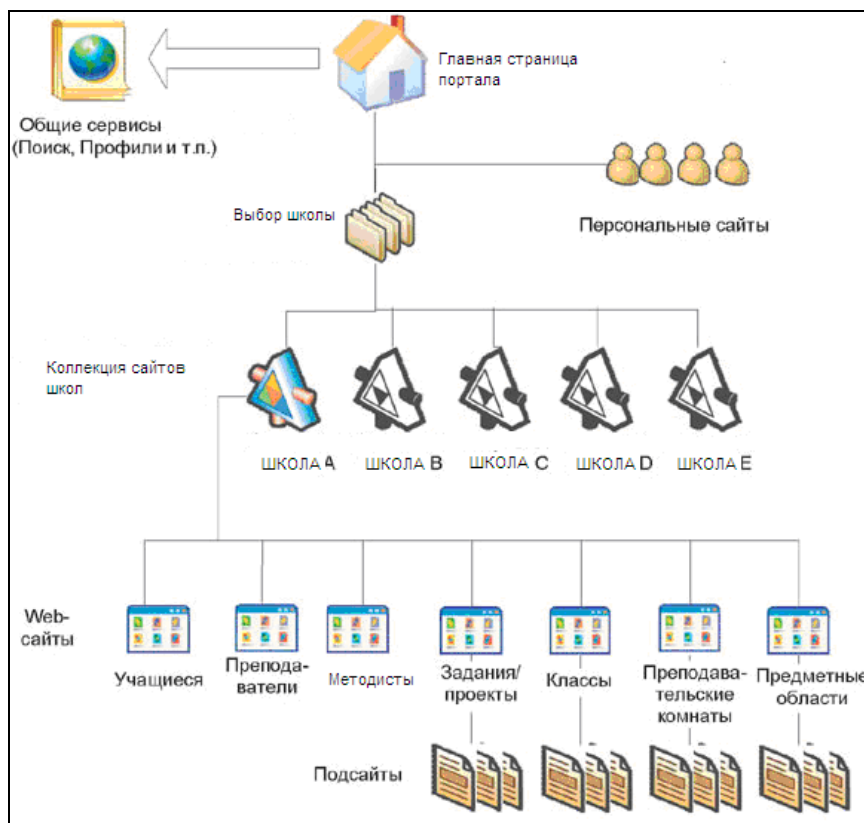 Главная страница
портала
Общие сервисы
(Поиск, Профили и т.п.)
Выбор школы
Персональные сайты
Коллекция сайтов
школ
ШКОЛА A
ШКОЛА B
ШКОЛА C
ШКОЛА D
ШКОЛА E
Web-
сайты
Учащиеся
Препода-
ватели
Методисты
Задания/
проекты
Классы
Преподава-
тельские
комнаты
Предметные
области
Подсайты